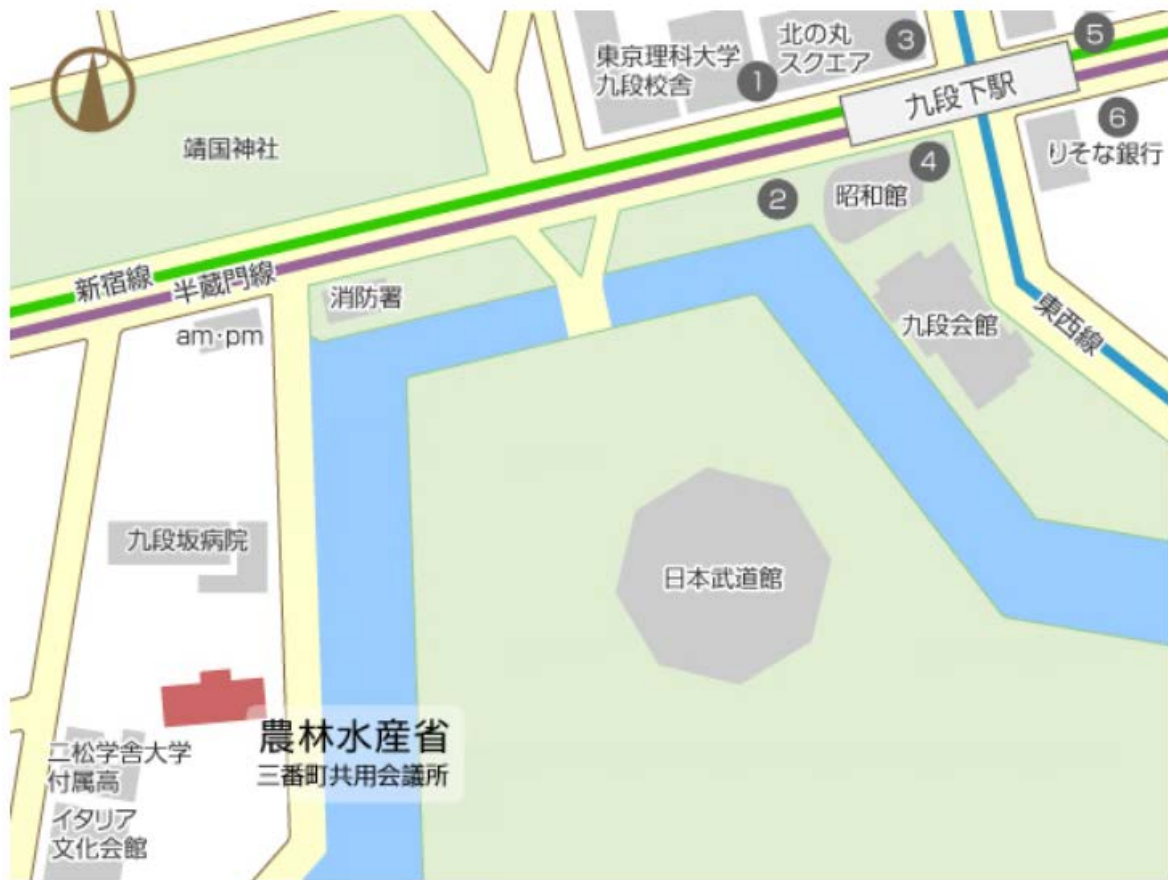 東京理科大学
九段校舎
1
北の丸
スクエア
3
5
九段下駅
6
りそな銀行
靖国神社
4
昭和館
2
新宿線
半蔵門線
消防署
am・pm
九段会館
東西線
九段坂病院
日本武道館
農林水産省
三番町共用会議所
二松学舎大学
付属高
イタリア
文化会館